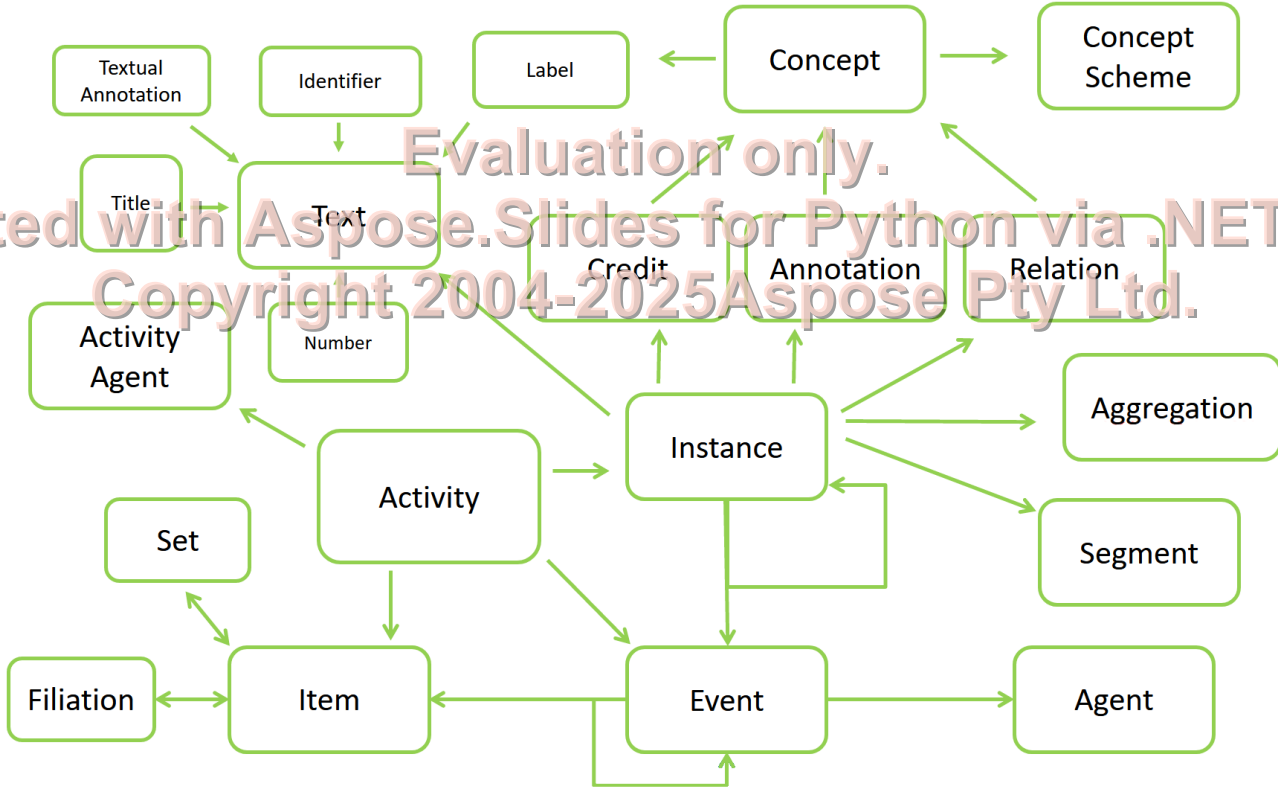 Concept
Scheme
Concept
Label
Textual
Annotation
Identifier
Evaluation only.
Title
Text
ted with Aspose.Slides for Python via .NET
Credit
Annotation
Relation
Copyright 2004-2025Aspose Pty Ltd.
Activity
Agent
Number
Aggregation
Instance
Activity
Set
Segment
Filiation
Item
Event
Agent